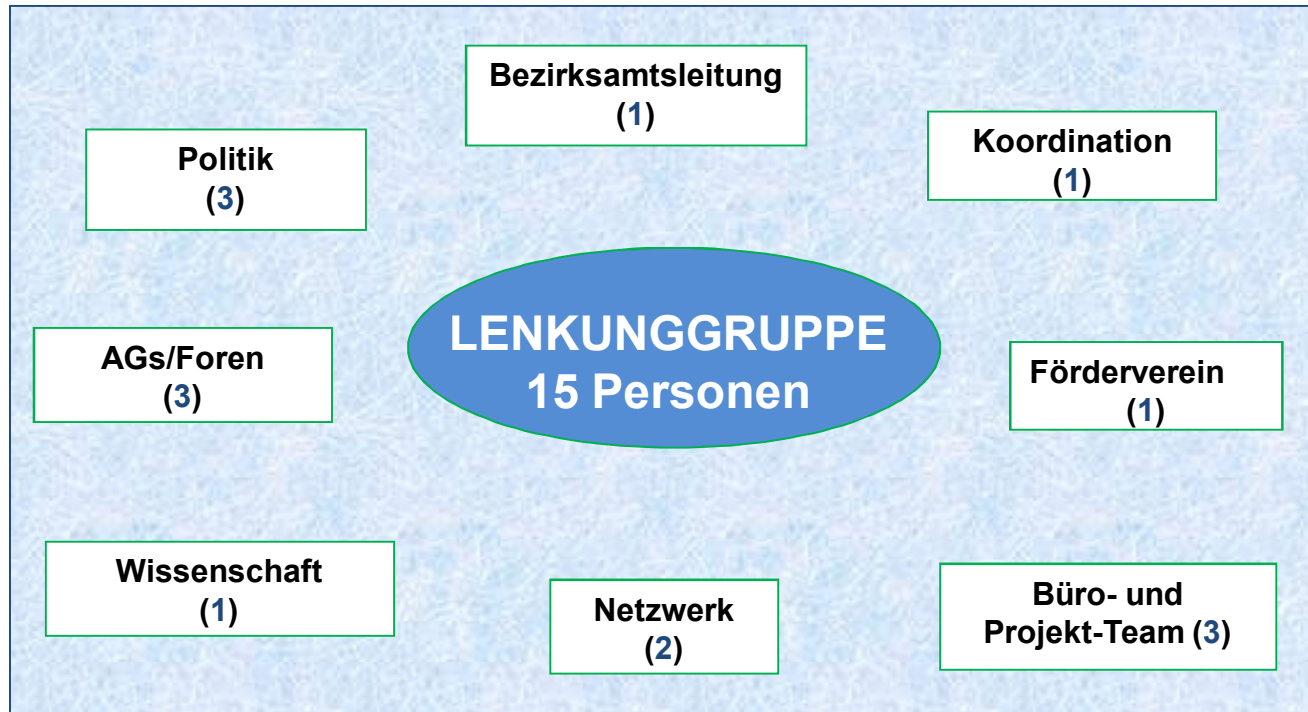 Bezirksamtsleitung
(1)
Politik
(3)
Koordination
(1)
LENKUNGGRUPPE
15 Personen
AGs/Foren
(3)
Förderverein
(1)
Wissenschaft
(1)
Netzwerk
(2)
Büro- und
Projekt-Team (3)